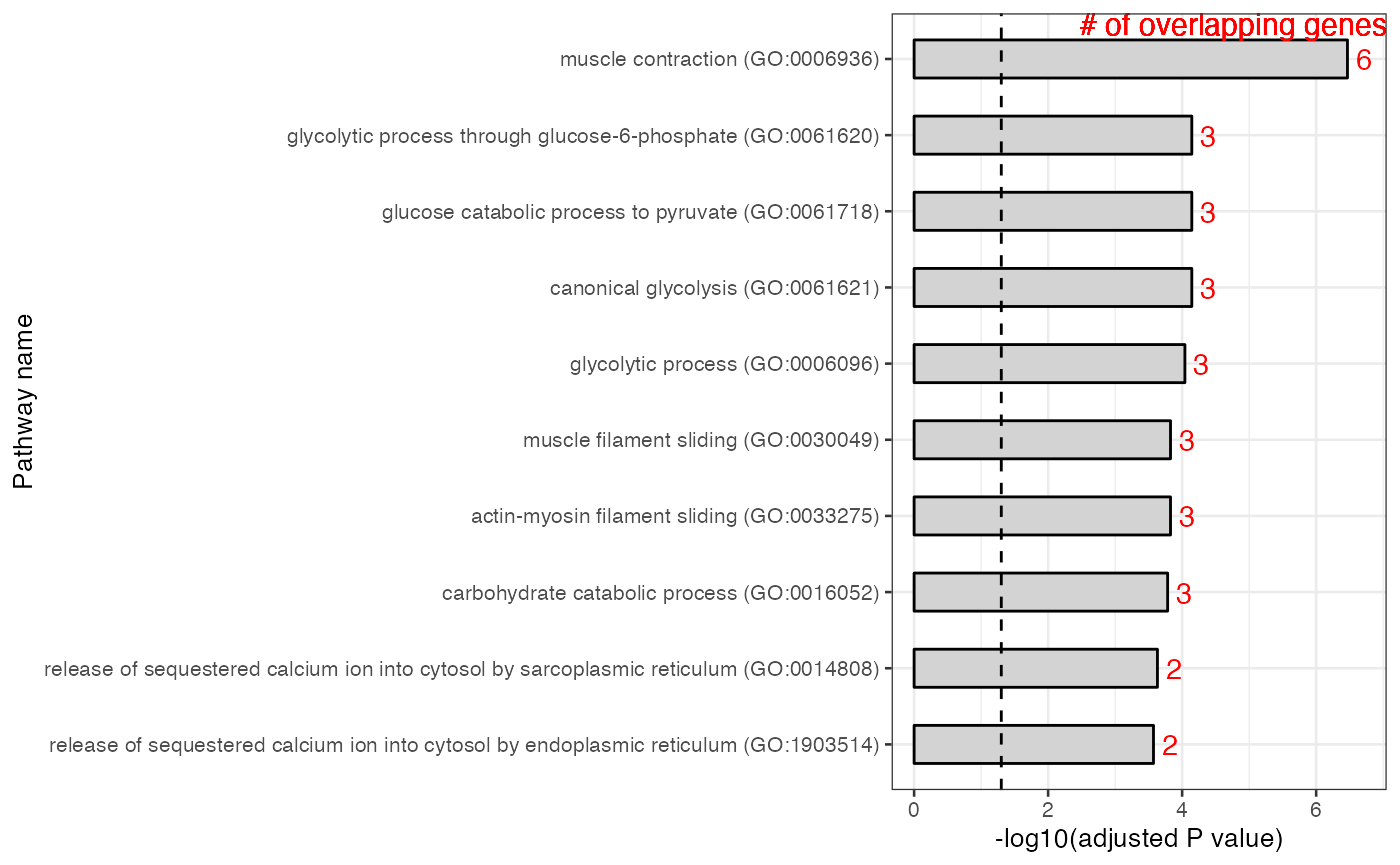 # of overlapping genes
muscle contraction (GO:0006936) 6
glycolytic process through glucose-6-phosphate (GO:0061620) 3
glucose catabolic process to pyruvate (GO:0061718) 3
canonical glycolysis (GO:0061621) 3
glycolytic process (GO:0006096) 3
muscle filament sliding (GO:0030049) 3
actin-myosin filament sliding (GO:0033275) 3
carbohydrate catabolic process (GO:0016052) 3
release of sequestered calcium ion into cytosol by sarcoplasmic reticulum (GO:0014808) 2
release of sequestered calcium ion into cytosol by endoplasmic reticulum (GO:1903514) 2
Pathway name
0 2 4 6
-log10(adjusted P value)